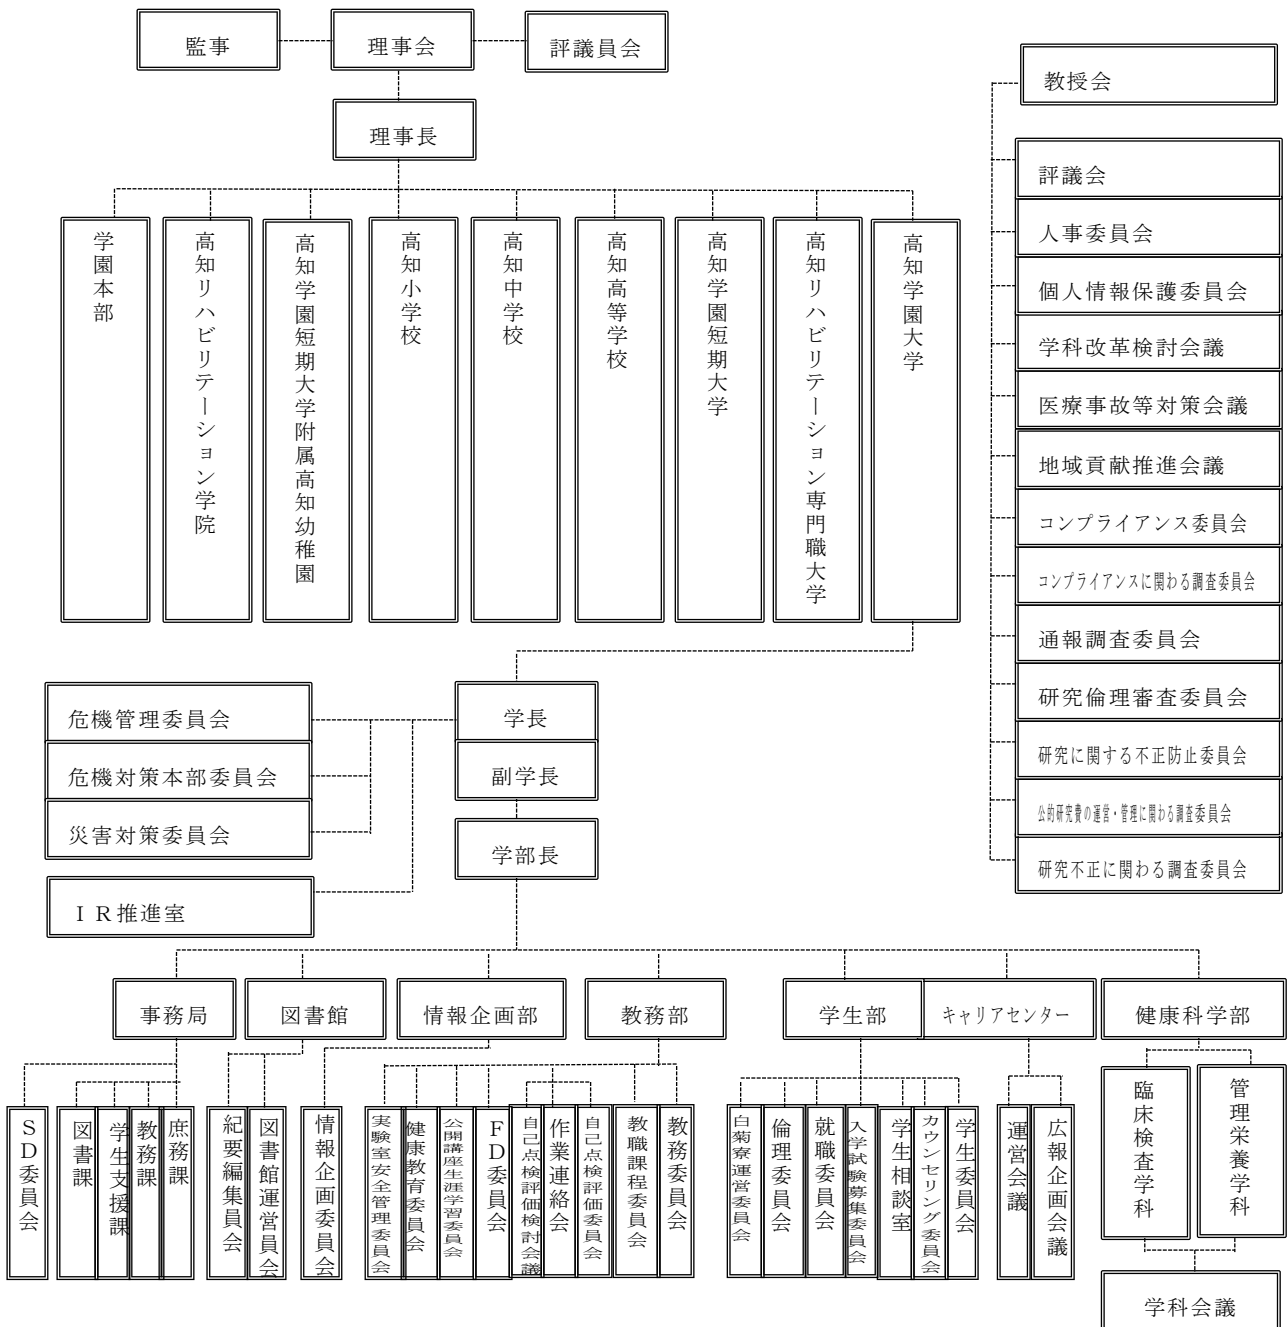 監事
理事会
評議員会
理事長
学園本部
高知リハビリテーション学院
高知学園短期大学附属高知幼稚園
高知小学校
高知中学校
高知高等学校
高知学園短期大学
高知リハビリテーション専門職大学
高知学園大学
教授会
評議会
人事委員会
個人情報保護委員会
学科改革検討会議
医療事故等対策会議
地域貢献推進会議
コンプライアンス委員会
コンプライアンスに関わる調査委員会
通報調査委員会
研究倫理審査委員会
研究に関する不正防止委員会
公的研究費の運営・管理に関わる調査委員会
研究不正に関わる調査委員会
危機管理委員会
危機対策本部委員会
災害対策委員会
ＩＲ推進室
学長
副学長
学部長
事務局
図書館
情報企画部
教務部
学生部
キャリアセンター
健康科学部
ＳＤ委員会
図書課
学生支援課
教務課
庶務課
紀要編集員会
図書館運営員会
情報企画委員会
実験室安全管理委員会
健康教育委員会
公開講座生涯学習委員会
ＦＤ委員会
自己点検評価検討会議
作業連絡会
自己点検評価委員会
教職課程委員会
教務委員会
白菊寮運営委員会
倫理委員会
就職委員会
入学試験募集委員会
学生相談室
カウンセリング委員会
学生委員会
運営会議
広報企画会議
臨床検査学科
管理栄養学科
学科会議